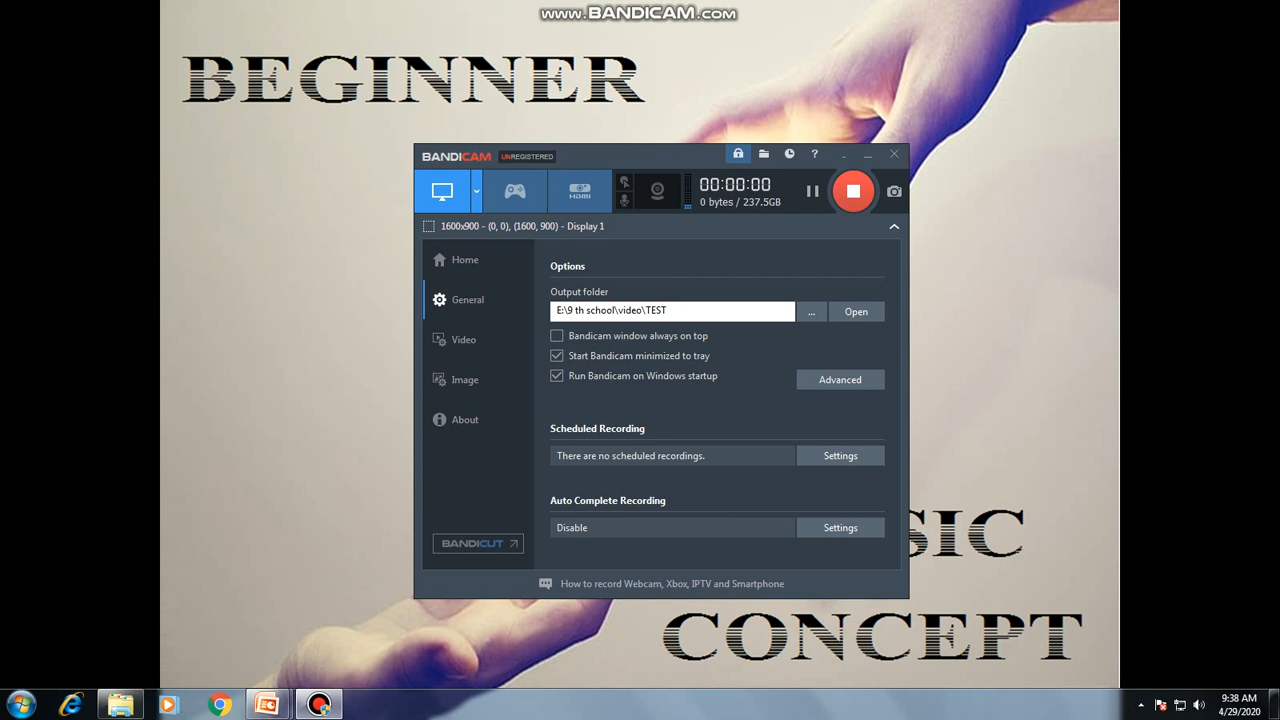 www.BANDICAM.com
BEGINNER
BANDICAM UNREGISTERED
?
HDMI
00:00:00
0 bytes / 237.5GB
1600x900 - (0, 0), (1600, 900) - Display 1
Home
General
Video
Image
About
BANDICUT
Options
Output folder
E:\9 th school\video\TEST
... Open
Bandicam window always on top
Start Bandicam minimized to tray
Run Bandicam on Windows startup
Advanced
Scheduled Recording
There are no scheduled recordings. Settings
Auto Complete Recording
Disable Settings
How to record Webcam, Xbox, IPTV and Smartphone
SIC
CONCEPT
9:38 AM
4/29/2020